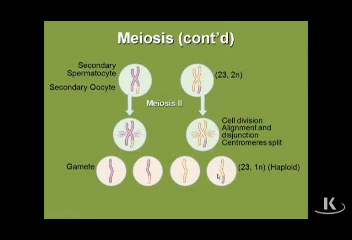 Meiosis (cont'd)
Secondary
Spermatocyte
(23, 2n)
Secondary Oocyte
Meiosis II
Cell division
Alignment and
disjunction
Centromeres split
Gamete
(23, 1n) (Haploid)
K